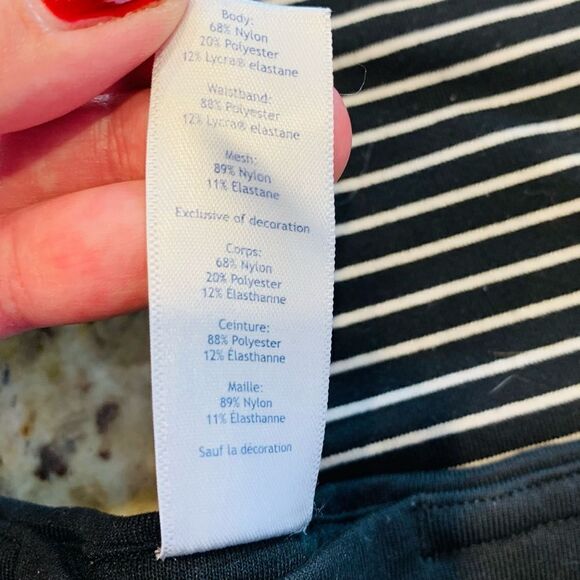 Body:
68% Nylon
20% Polyester
12% Lycra® elastane
Waistband:
88% Polyester
12% Lycra® elastane
Mesh:
89% Nylon
11% Elastane
Exclusive of decoration
Corps:
68% Nylon
20% Polyester
12% Élasthanne
Ceinture:
88% Polyester
12% Élasthanne
Maille:
89% Nylon
11% Élasthanne
Sauf la décoration